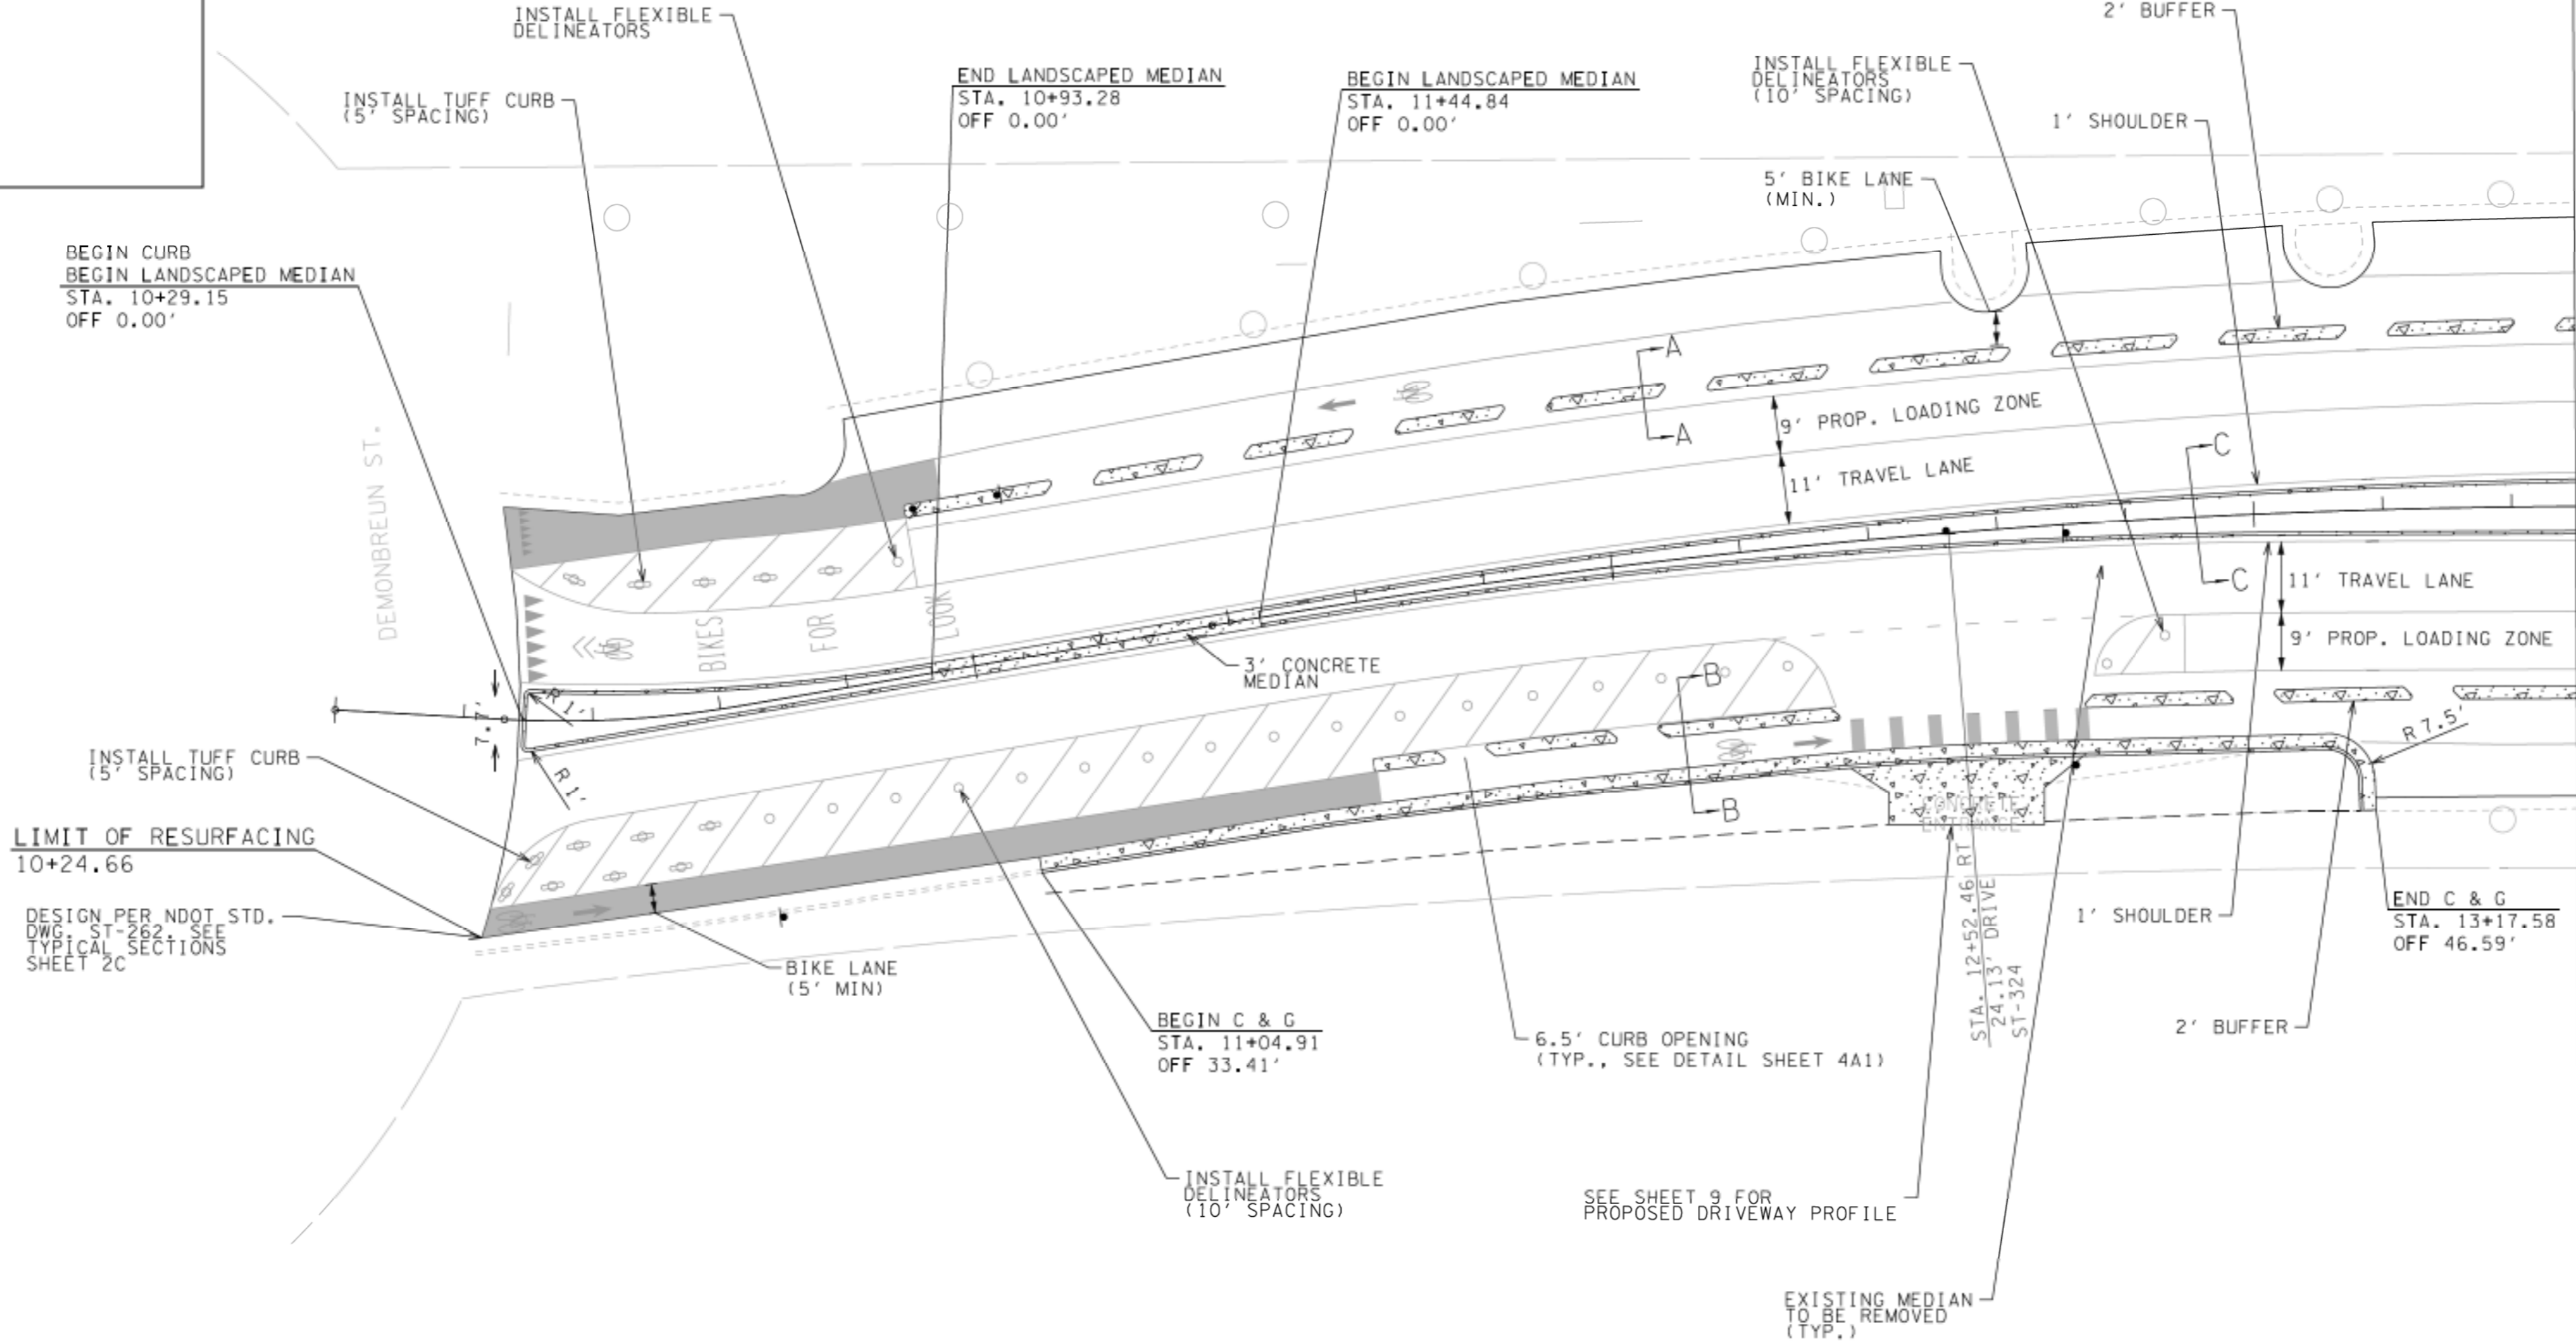 INSTALL FLEXIBLE
DELINEATORS
2' BUFFER
INSTALL TUFF CURB
(5' SPACING)
END LANDSCAPED MEDIAN
STA. 10+93.28
OFF 0.00'
BEGIN LANDSCAPED MEDIAN
STA. 11+44.84
OFF 0.00'
INSTALL FLEXIBLE
DELINEATORS
(10' SPACING)
1' SHOULDER
5' BIKE LANE
(MIN.)
BEGIN CURB
BEGIN LANDSCAPED MEDIAN
STA. 10+29.15
OFF 0.00'
A
A
9' PROP. LOADING ZONE
11' TRAVEL LANE
C
C
DEMONBREUN ST.
BIKES
FOR
LOOK
11' TRAVEL LANE
9' PROP. LOADING ZONE
3' CONCRETE
MEDIAN
B
B
R 1'
7.7'
R 1'
R 7.5'
INSTALL TUFF CURB
(5' SPACING)
LIMIT OF RESURFACING
10+24.66
CONCRETE
ENTRANCE
DESIGN PER NDOT STD.
DWG. ST-262. SEE
TYPICAL SECTIONS
SHEET 2C
BIKE LANE
(5' MIN)
STA. 12+52.46 RT
24.13' DRIVE
ST-324
1' SHOULDER
END C & G
STA. 13+17.58
OFF 46.59'
BEGIN C & G
STA. 11+04.91
OFF 33.41'
6.5' CURB OPENING
(TYP., SEE DETAIL SHEET 4A1)
2' BUFFER
INSTALL FLEXIBLE
DELINEATORS
(10' SPACING)
SEE SHEET 9 FOR
PROPOSED DRIVEWAY PROFILE
EXISTING MEDIAN
TO BE REMOVED
(TYP.)